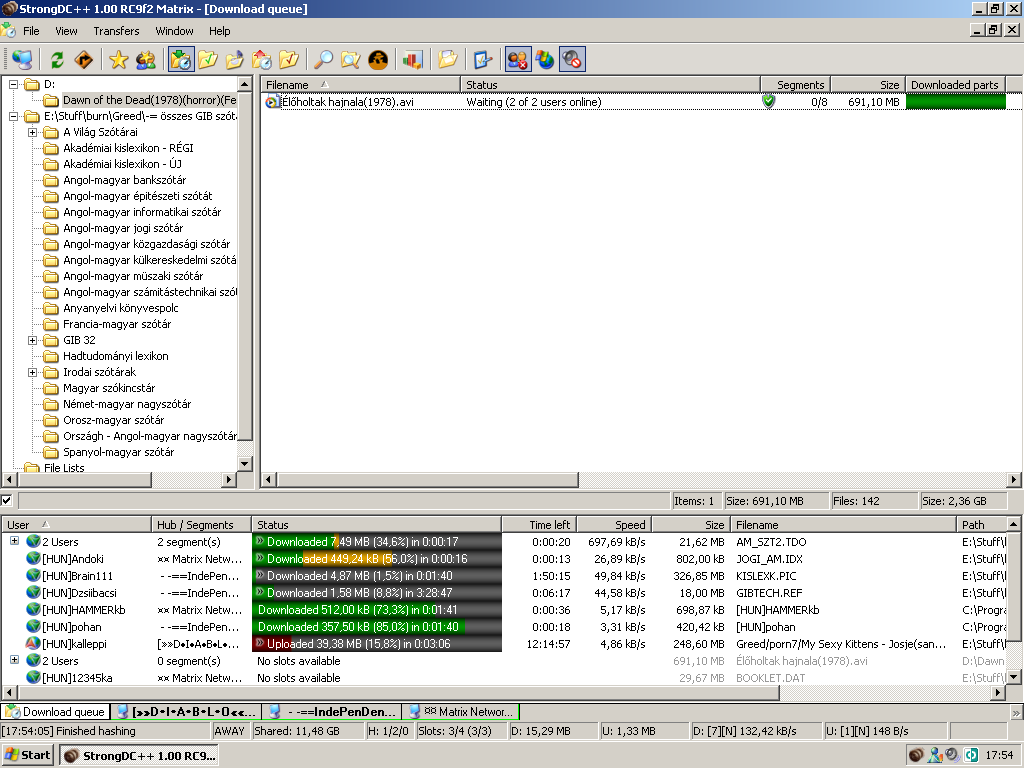 StrongDC++ 1.00 RC9f2 Matrix - [Download queue]
File View Transfers Window Help
D:
Dawn of the Dead(1978)(horror)(Fe
E:\Stuff\burn\Greed\-= összes GIB szót
A Világ Szótárai
Akadémiai kislexikon - RÉGI
Akadémiai kislexikon - ÚJ
Angol-magyar bankszótár
Angol-magyar építészeti szótát
Angol-magyar informatikai szótár
Angol-magyar jogi szótár
Angol-magyar közgazdasági szótár
Angol-magyar külkereskedelmi szótá
Angol-magyar müszaki szótár
Angol-magyar számítástechnikai szó
Anyanyelvi könyvespolc
Francia-magyar szótár
GIB 32
Hadtudományi lexikon
Irodai szótárak
Magyar szókincstár
Német-magyar nagyszótár
Orosz-magyar szótár
Országh - Angol-magyar nagyszótár
Spanyol-magyar szótár
File Lists
Filename Status Segments Size Downloaded parts
Élőholtak hajnala(1978).avi Waiting (2 of 2 users online) 0/8 691,10 MB
Items: 1 Size: 691,10 MB Files: 142 Size: 2,36 GB
User Hub / Segments Status Time left Speed Size Filename Path
2 Users 2 segment(s) Downloaded 7,49 MB (34,6%) in 0:00:17 0:00:20 697,69 kB/s 21,62 MB AM_SZT2.TDO E:\Stuff\
[HUN]Andoki ×× Matrix Netw... Downloaded 449,24 kB (56,0%) in 0:00:16 0:00:13 26,89 kB/s 802,00 kB JOGI_AM.IDX E:\Stuff\
[HUN]Brain111 - -==IndePen... Downloaded 4,87 MB (1,5%) in 0:01:40 1:50:15 49,84 kB/s 326,85 MB KISLEXK.PIC E:\Stuff\
[HUN]Dzsiibacsi - -==IndePen... Downloaded 1,58 MB (8,8%) in 3:28:47 0:06:17 44,58 kB/s 18,00 MB GIBTECH.REF E:\Stuff\
[HUN]HAMMERkb ×× Matrix Netw... Downloaded 512,00 kB (73,3%) in 0:01:41 0:00:36 5,17 kB/s 698,87 kB [HUN]HAMMERkb C:\Progra
[HUN]pohan - -==IndePen... Downloaded 357,50 kB (85,0%) in 0:01:40 0:00:18 3,31 kB/s 420,42 kB [HUN]pohan C:\Progra
[HUN]kalleppi [»»D•I•A•B•L•... Uploaded 39,38 MB (15,8%) in 0:03:06 12:14:57 4,86 kB/s 248,60 MB Greed/porn7/My Sexy Kittens - Josje(san... E:\Stuff\
2 Users 0 segment(s) No slots available 691,10 MB Élőholtak hajnala(1978).avi D:\Dawn
[HUN]12345ka ×× Matrix Netw... No slots available 29,67 MB BOOKLET.DAT E:\Stuff\
Download queue [»»D•I•A•B•L•O««... - -==IndePenDen... ¤¤ Matrix Networ...
[17:54:05] Finished hashing AWAY Shared: 11,48 GB H: 1/2/0 Slots: 3/4 (3/3) D: 15,29 MB U: 1,33 MB D: [7][N] 132,42 kB/s U: [1][N] 148 B/s
Start StrongDC++ 1.00 RC9... 17:54